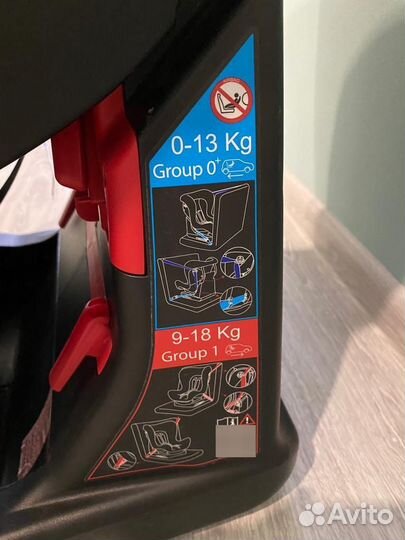 0-13 Kg
Group 0+
9-18 Kg
Group 1
Avito